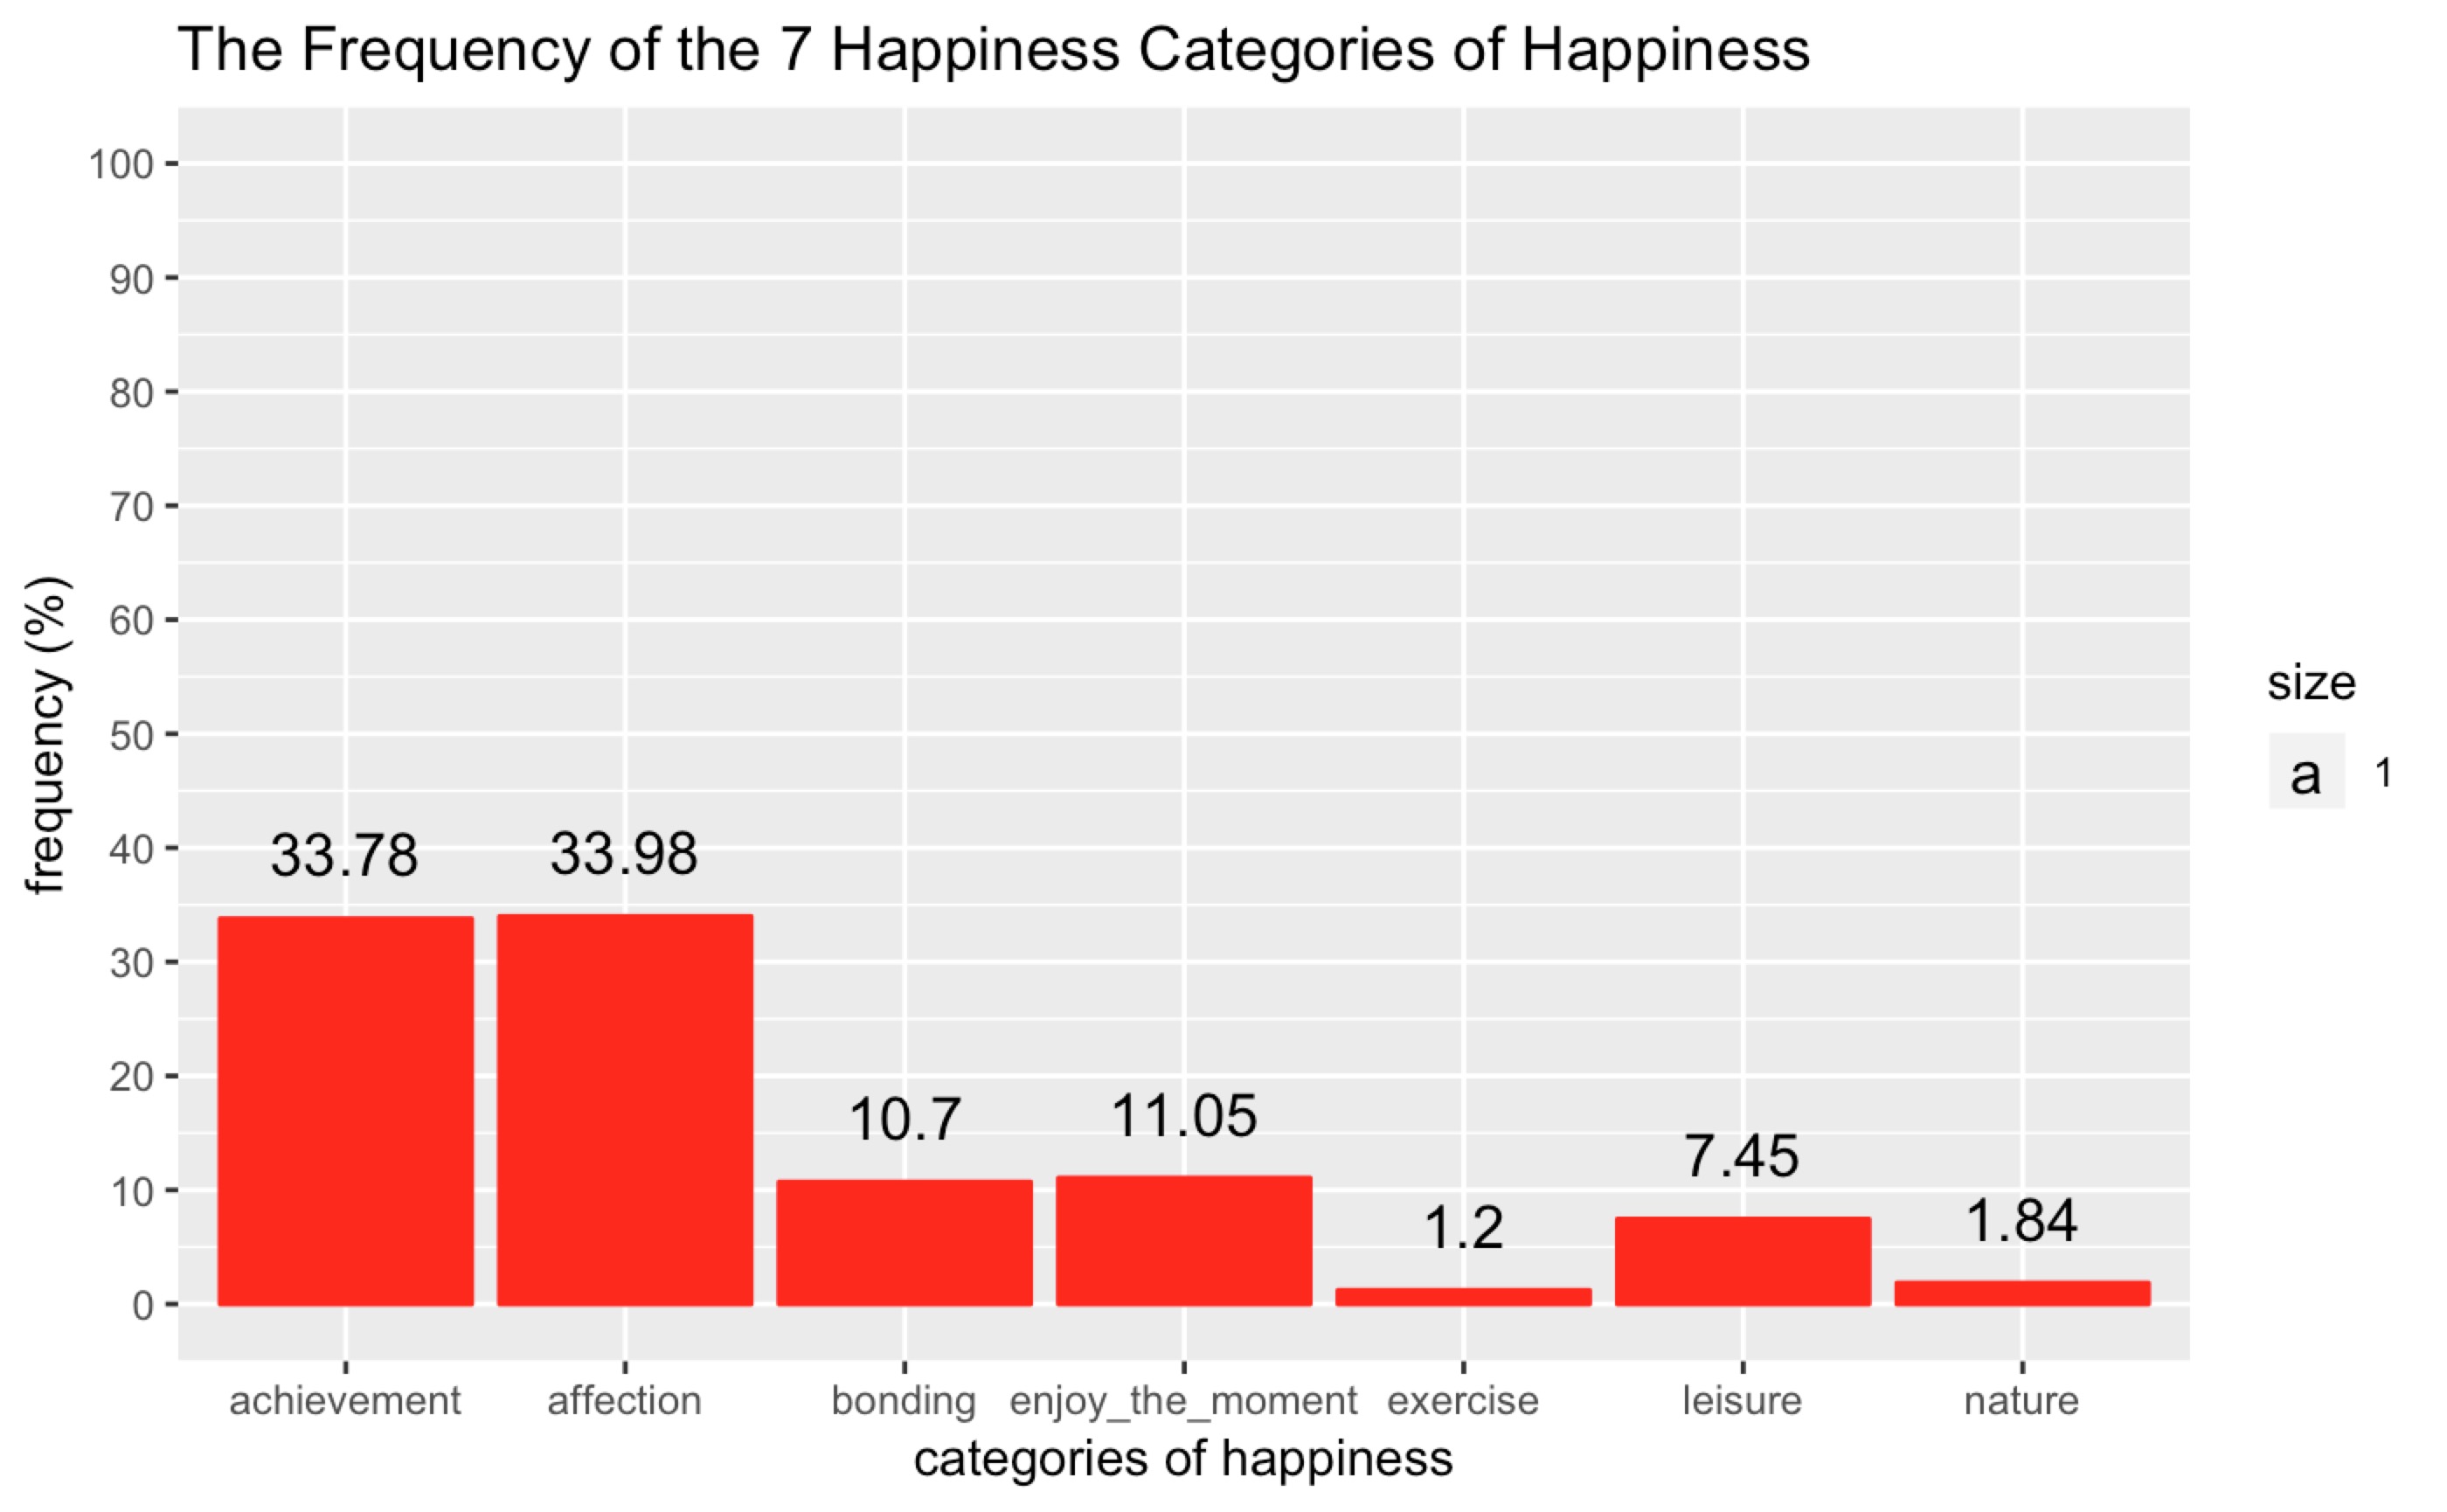 The Frequency of the 7 Happiness Categories of Happiness
frequency (%)
100
90
80
70
60
50
40
30
20
10
0
33.78
33.98
10.7
11.05
1.2
7.45
1.84
achievement
affection
bonding
enjoy_the_moment
exercise
leisure
nature
categories of happiness
size
a 1